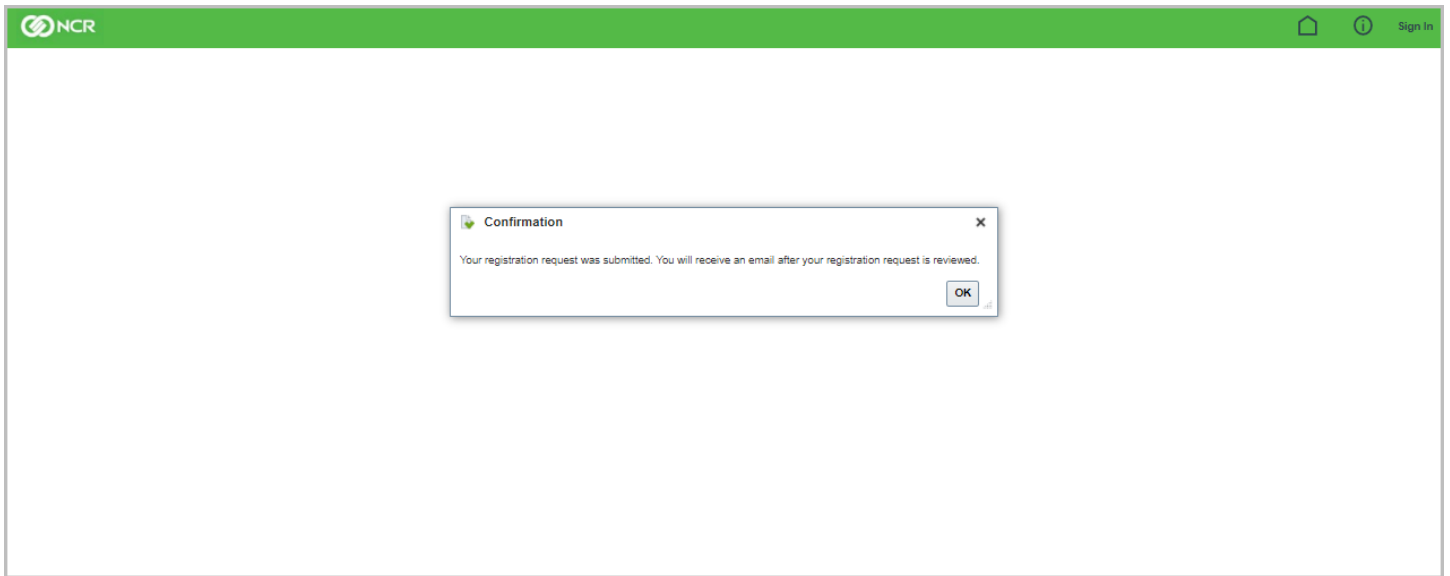 NCR
Sign In
Confirmation
Your registration request was submitted. You will receive an email after your registration request is reviewed.
OK